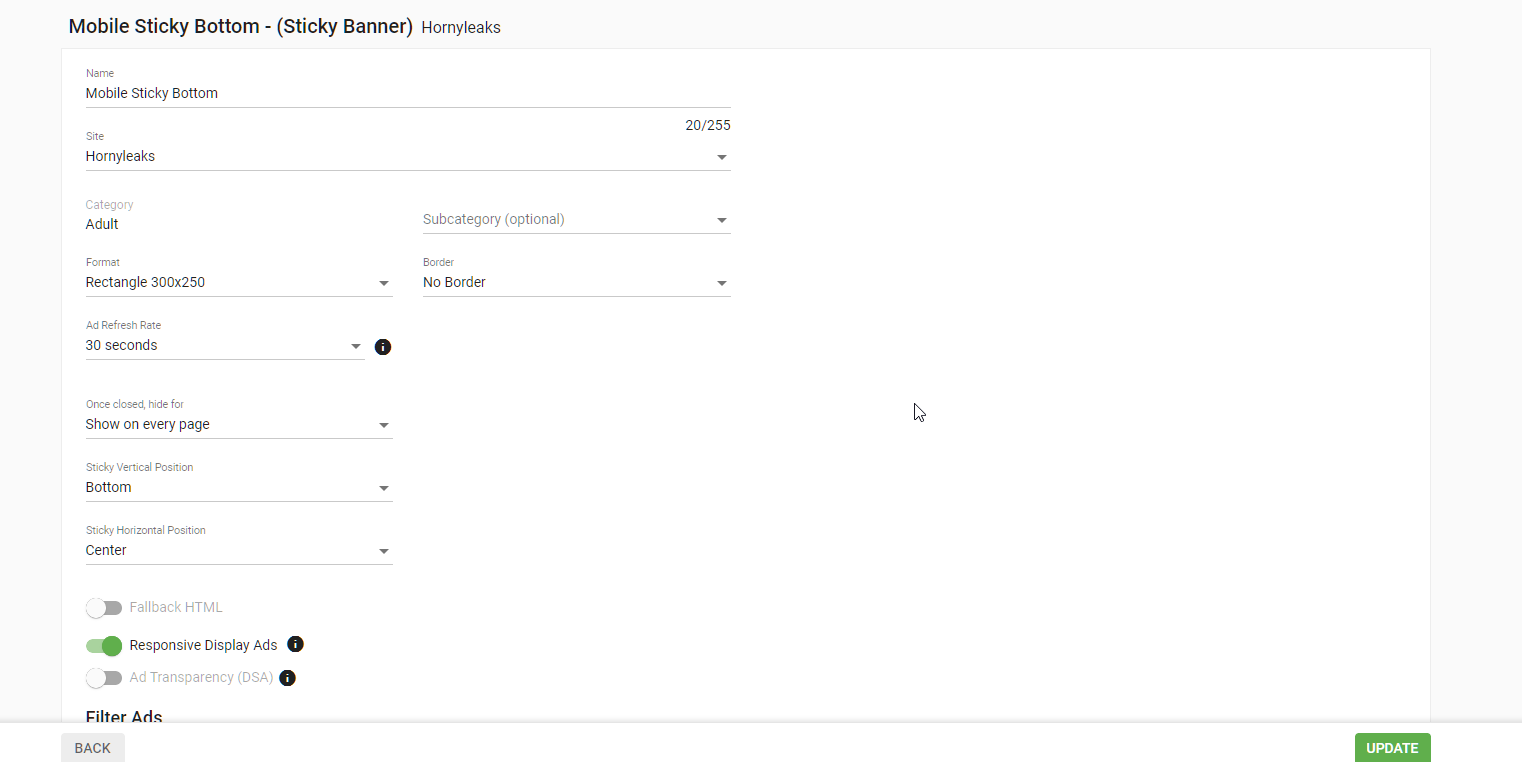 Mobile Sticky Bottom - (Sticky Banner) Hornyleaks
Name
Mobile Sticky Bottom
20/255
Site
Hornyleaks
Category
Adult
Subcategory (optional)
Format
Rectangle 300x250
Border
No Border
Ad Refresh Rate
30 seconds
Once closed, hide for
Show on every page
Sticky Vertical Position
Bottom
Sticky Horizontal Position
Center
Fallback HTML
Responsive Display Ads
Ad Transparency (DSA)
Filter Ads
BACK
UPDATE